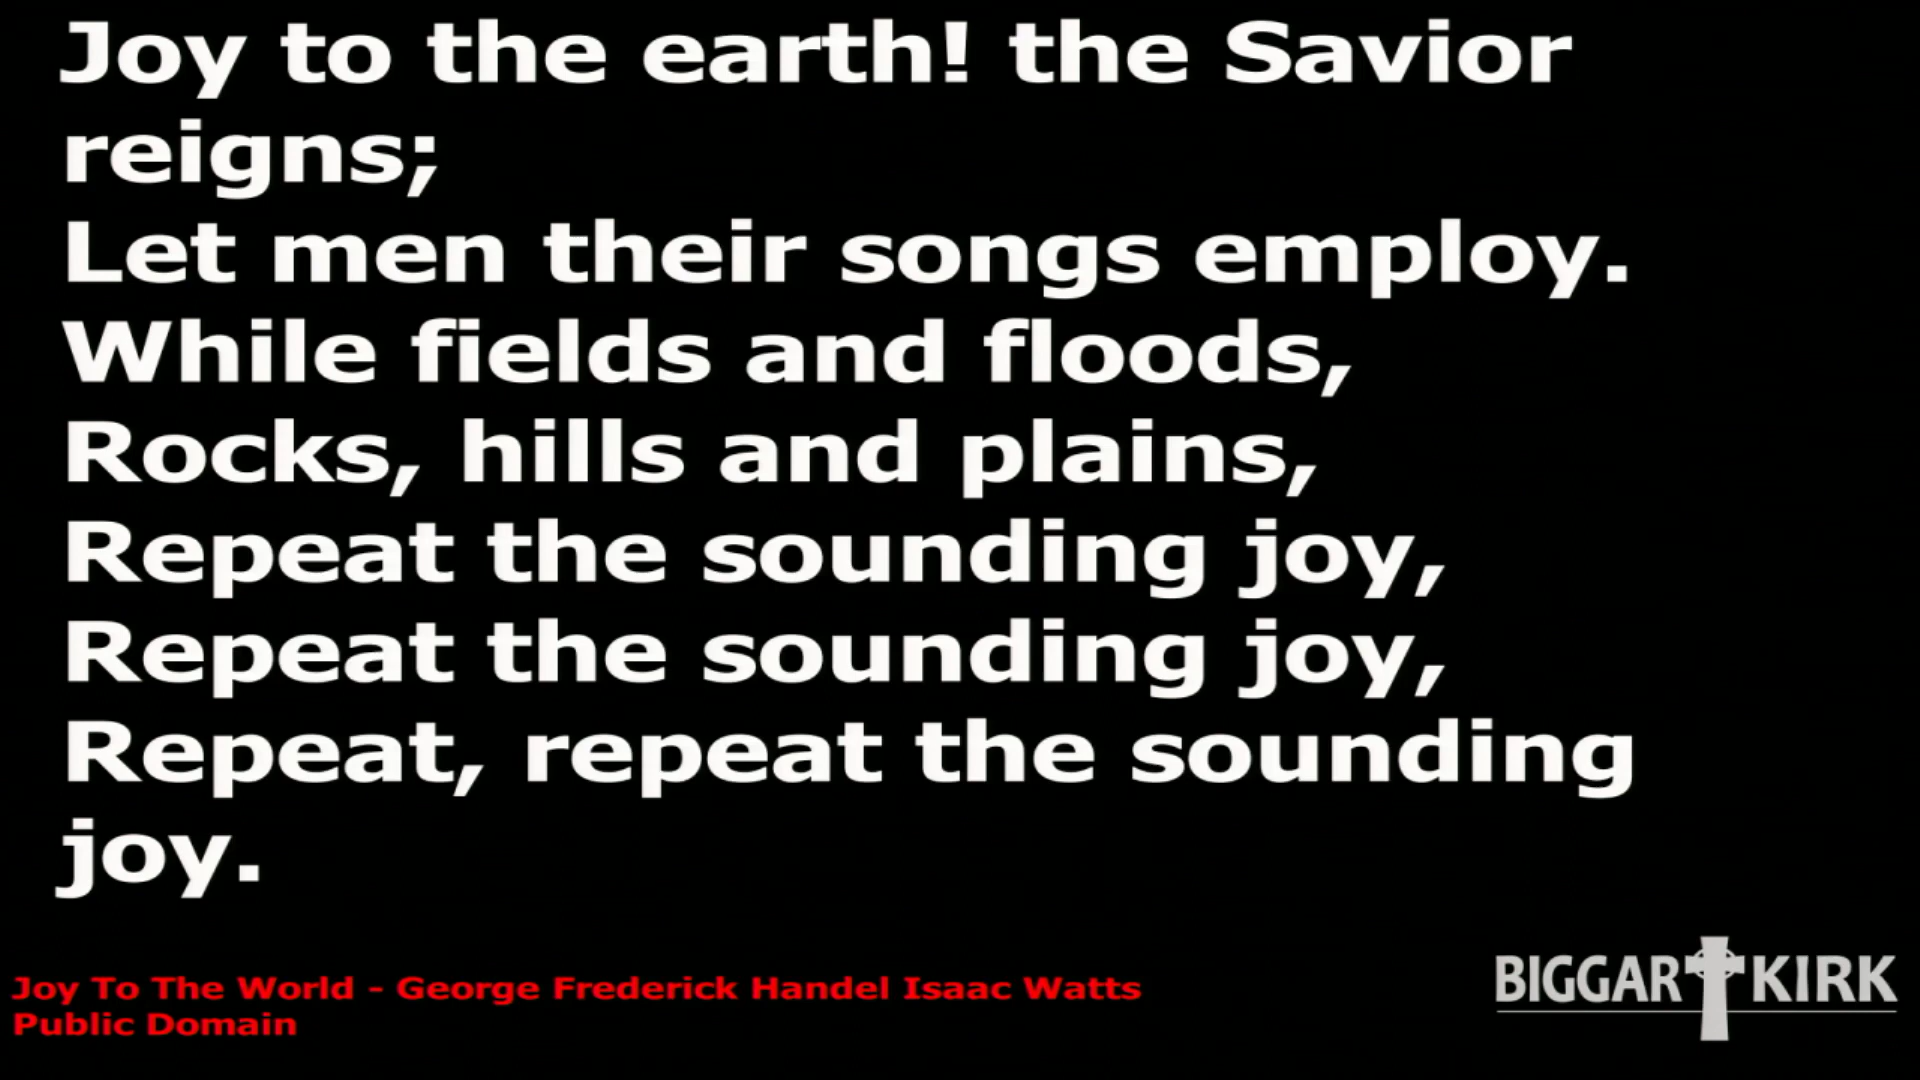 Joy to the earth! the Savior
reigns;
Let men their songs employ.
While fields and floods,
Rocks, hills and plains,
Repeat the sounding joy,
Repeat the sounding joy,
Repeat, repeat the sounding
joy.
Joy To The World - George Frederick Handel Isaac Watts
Public Domain
BIGGAR KIRK